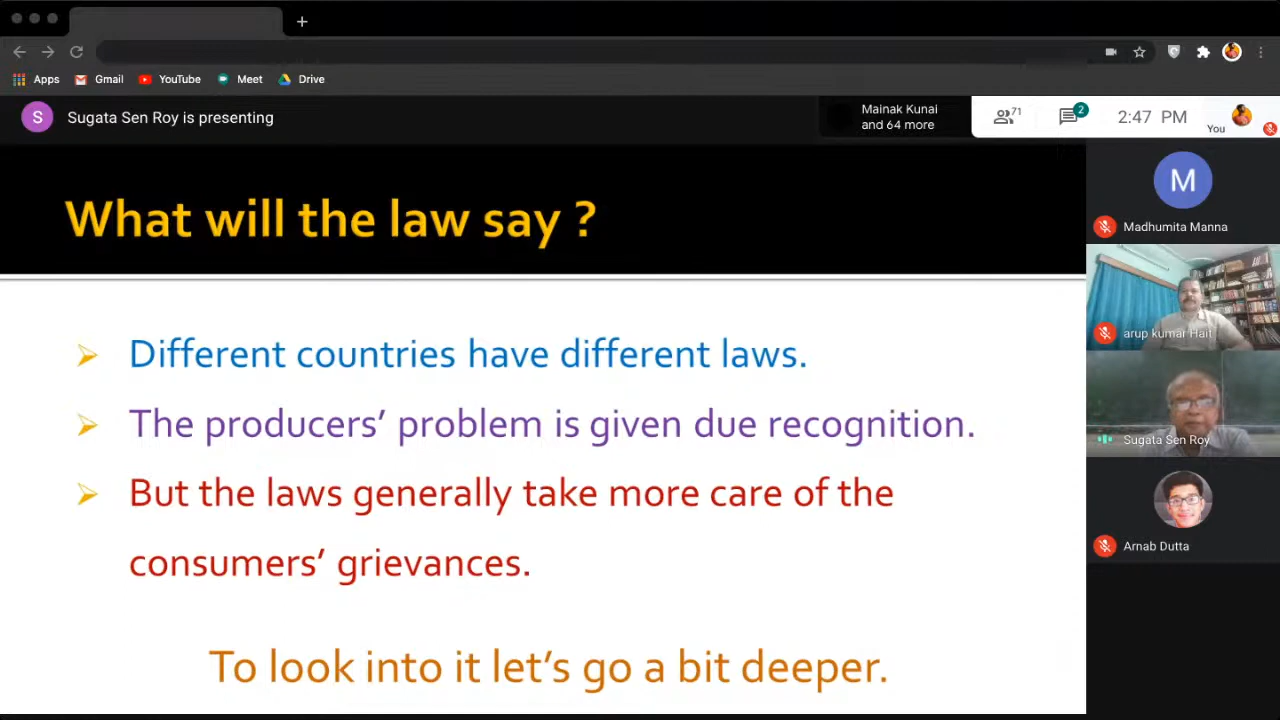 +
Apps Gmail YouTube Meet Drive
S Sugata Sen Roy is presenting
Mainak Kunai
and 64 more
71
2
2:47 PM
You
What will the law say ?
Different countries have different laws.
The producers’ problem is given due recognition.
But the laws generally take more care of the
consumers’ grievances.
To look into it let’s go a bit deeper.
M
Madhumita Manna
arup kumar Hait
Sugata Sen Roy
Arnab Dutta